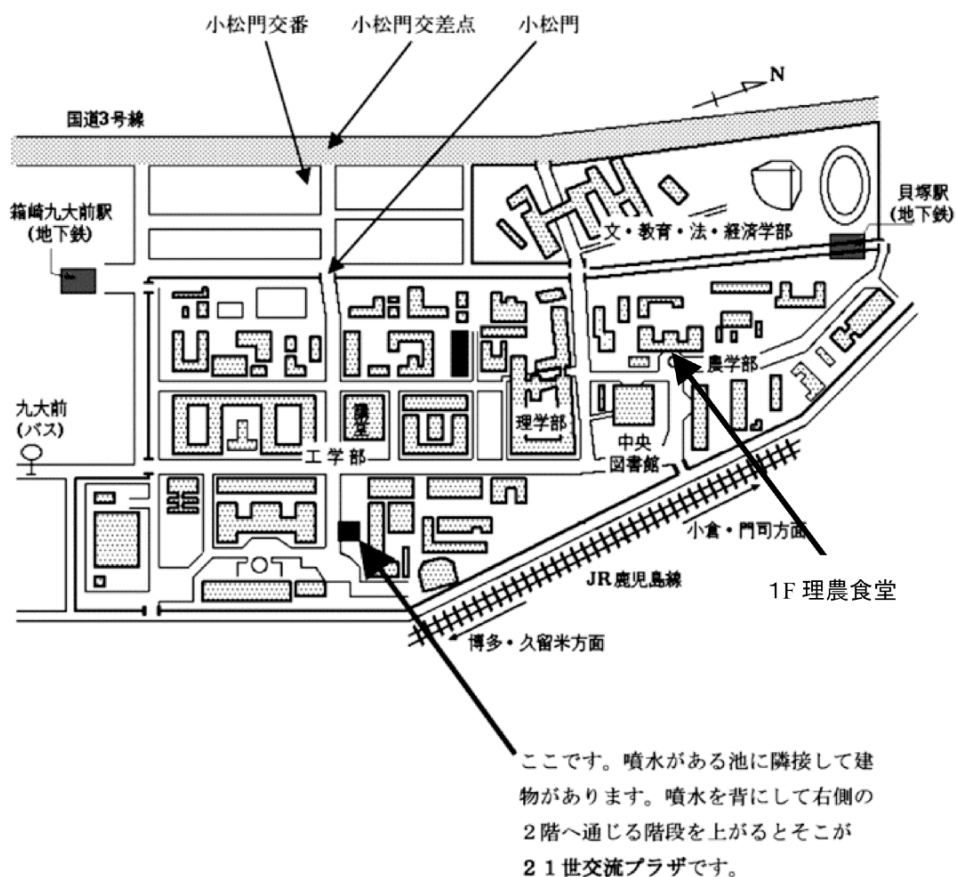 小松門交番
小松門交差点
小松門
N
国道3号線
箱崎九大前駅
(地下鉄)
貝塚駅
(地下鉄)
文・教育・法・経済学部
九大前
(バス)
講堂
理学部
農学部
工学部
中央
図書館
小倉・門司方面
JR鹿児島線
1F 理農食堂
博多・久留米方面
ここです。噴水がある池に隣接して建
物があります。噴水を背にして右側の
2階へ通じる階段を上がるとそこが
21世交流プラザです。